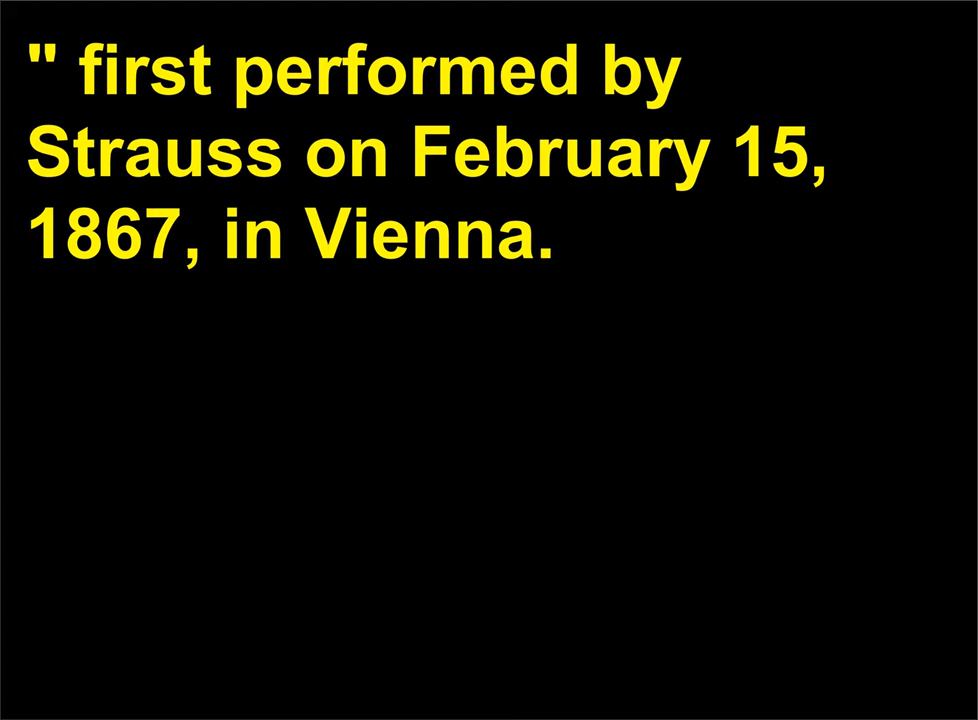 " first performed by
Strauss on February 15,
1867, in Vienna.